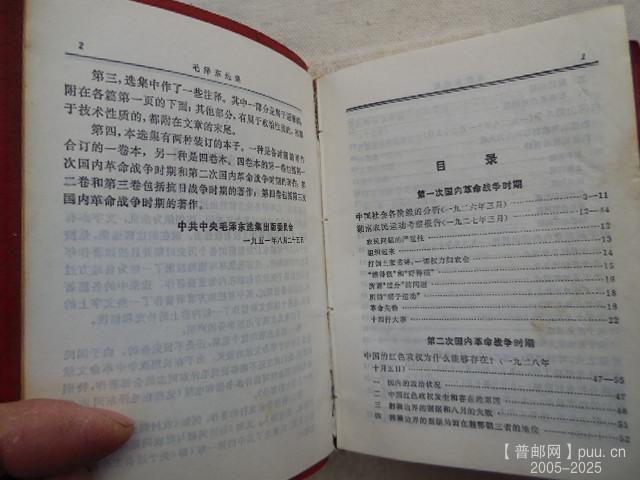 2
毛泽东选集
第三，选集中作了一些注释。其中一部分是属于题解的，
附在各篇第一页的下面；其他部分，有属于政治性质的，有属
于技术性质的，都附在文章的末尾。
第四，本选集有两种装订的本子。一种是各时期的著作
合订的一卷本，另一种是四卷本。四卷本的第一卷包括第一
次国内革命战争时期和第二次国内革命战争时期的著作；第
二卷和第三卷包括抗日战争时期的著作；第四卷包括第三次
国内革命战争时期的著作。
中共中央毛泽东选集出版委员会
一九五一年八月二十五日
目录
第一次国内革命战争时期
中国社会各阶级的分析（一九二六年三月） 3—11
湖南农民运动考察报告（一九二七年三月） 12—44
农民问题的严重性 12
组织起来 13
打倒土豪劣绅，一切权力归农会 14
“糟得很”和“好得很” 15
所谓“过分”的问题 16
所谓“痞子运动” 18
革命先锋 19
十四件大事 22
第二次国内革命战争时期
中国的红色政权为什么能够存在？（一九二八年
十月五日） 47—55
一 国内的政治状况 47
二 中国红色政权发生和存在的原因
三 湘赣边界的割据和八月的失败
四 湘赣边界的割据局面在湘鄂赣三省的地位 52
【普邮网】puu.cn
2005-2025